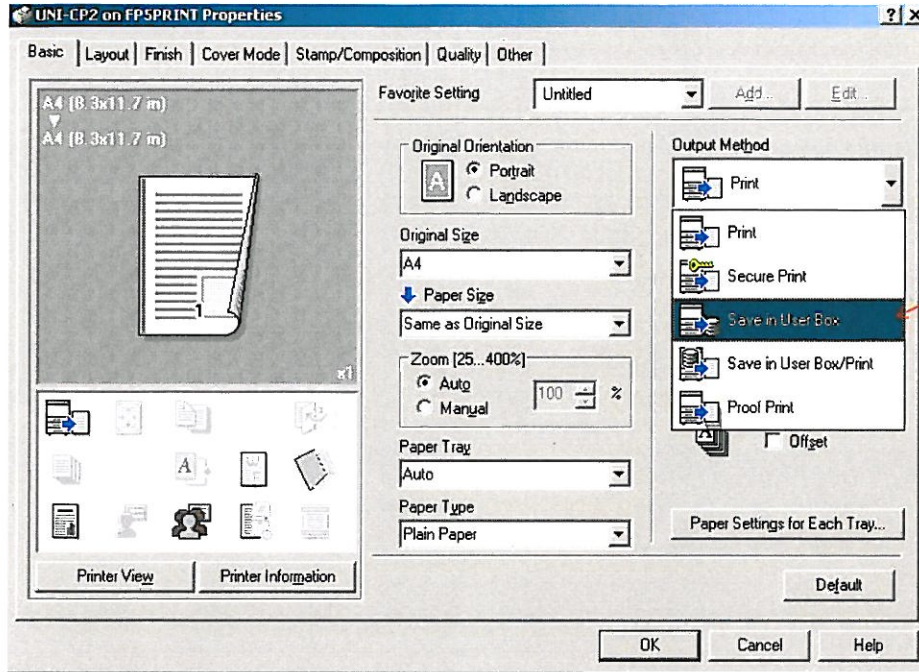 UNI-CP2 on FP5PRINT Properties
Basic Layout Finish Cover Mode Stamp/Composition Quality Other
A4 (8.3x11.7 in)
A4 (8.3x11.7 in)
1
x1
Printer View Printer Information
Favorite Setting Untitled Add... Edit...
Original Orientation
A
Portrait
Landscape
Original Size
A4
Paper Size
Same as Original Size
Zoom [25...400%]
Auto
Manual
100 %
Paper Tray
Auto
Paper Type
Plain Paper
Output Method
Print
Print
Secure Print
Save in User Box
Save in User Box/Print
Proof Print
Offset
Paper Settings for Each Tray...
Default
OK Cancel Help